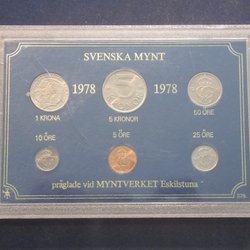 SVENSKA MYNT
1978 1978
1 KRONA 5 KRONOR 50 ÖRE
10 ÖRE 5 ÖRE 25 ÖRE
präglade vid MYNTVERKET Eskilstuna